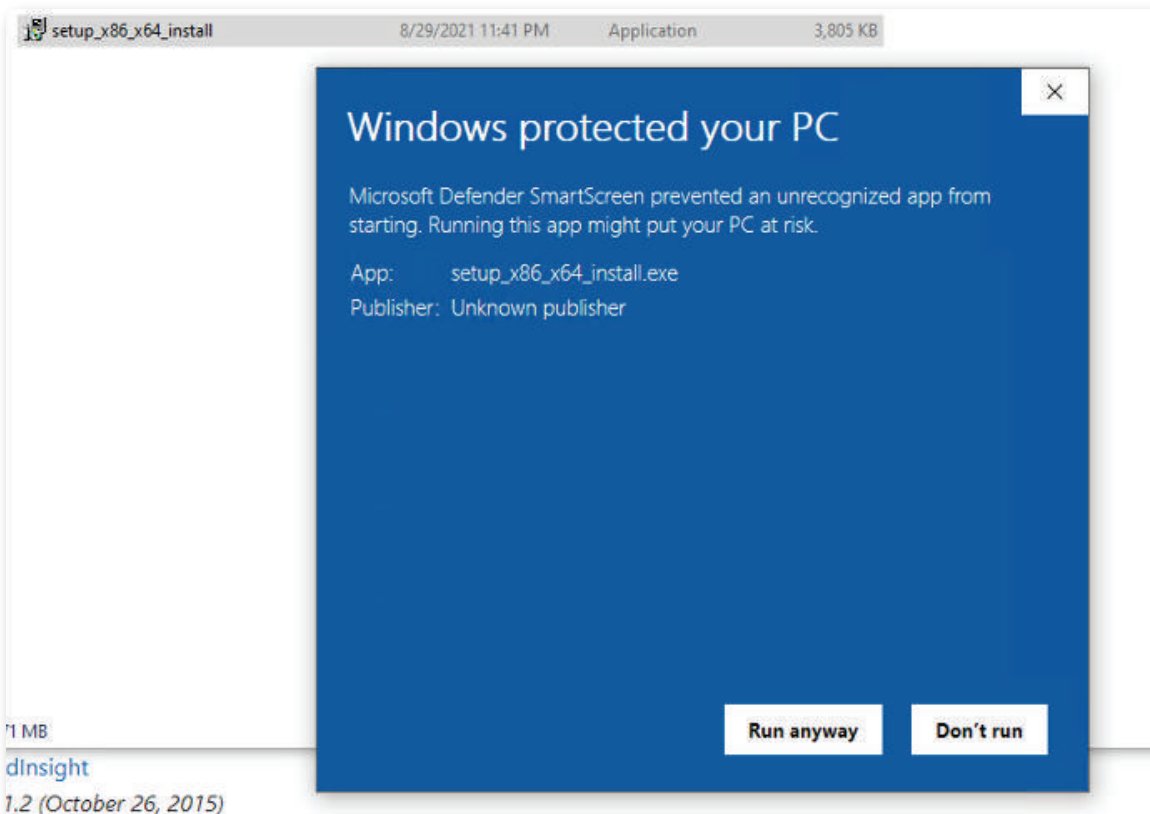 setup_x86_x64_install 8/29/2021 11:41 PM Application 3,805 KB
Windows protected your PC
Microsoft Defender SmartScreen prevented an unrecognized app from
starting. Running this app might put your PC at risk.
App: setup_x86_x64_install.exe
Publisher: Unknown publisher
Run anyway Don't run
71 MB
dInsight
1.2 (October 26, 2015)